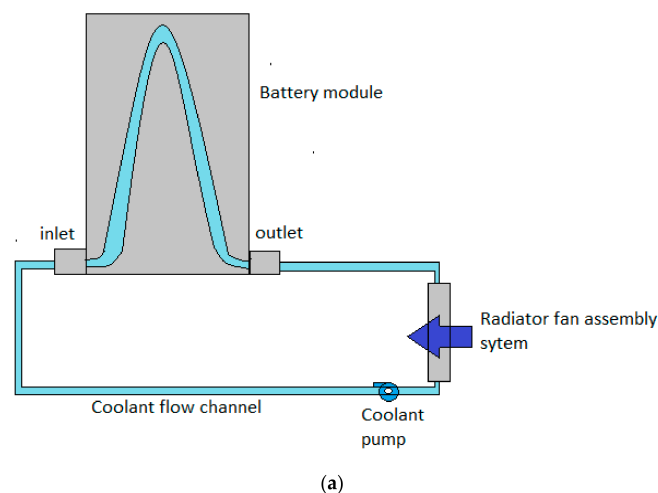 Battery module
inlet
outlet
Radiator fan assembly
sytem
Coolant flow channel
Coolant
pump
(a)